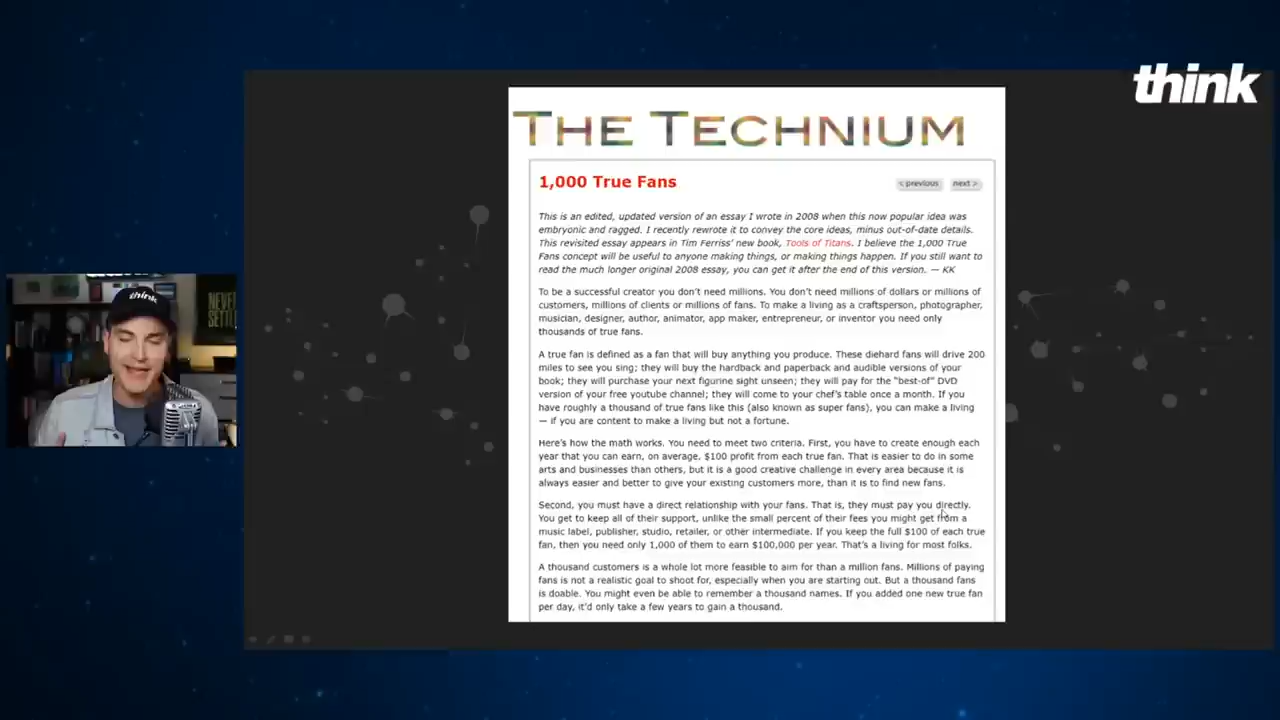 think
THE TECHNIUM
1,000 True Fans
< previous next >
This is an edited, updated version of an essay I wrote in 2008 when this now popular idea was
embryonic and ragged. I recently rewrote it to convey the core ideas, minus out-of-date details.
This revisited essay appears in Tim Ferriss' new book, Tools of Titans. I believe the 1,000 True
Fans concept will be useful to anyone making things, or making things happen. If you still want to
read the much longer original 2008 essay, you can get it after the end of this version. — KK
To be a successful creator you don't need millions. You don't need millions of dollars or millions of
customers, millions of clients or millions of fans. To make a living as a craftsperson, photographer,
musician, designer, author, animator, app maker, entrepreneur, or inventor you need only
thousands of true fans.
A true fan is defined as a fan that will buy anything you produce. These diehard fans will drive 200
miles to see you sing; they will buy the hardback and paperback and audible versions of your
book; they will purchase your next figurine sight unseen; they will pay for the "best-of" DVD
version of your free youtube channel; they will come to your chef's table once a month. If you
have roughly a thousand of true fans like this (also known as super fans), you can make a living
— if you are content to make a living but not a fortune.
Here's how the math works. You need to meet two criteria. First, you have to create enough each
year that you can earn, on average, $100 profit from each true fan. That is easier to do in some
arts and businesses than others, but it is a good creative challenge in every area because it is
always easier and better to give your existing customers more, than it is to find new fans.
Second, you must have a direct relationship with your fans. That is, they must pay you directly.
You get to keep all of their support, unlike the small percent of their fees you might get from a
music label, publisher, studio, retailer, or other intermediate. If you keep the full $100 of each true
fan, then you need only 1,000 of them to earn $100,000 per year. That's a living for most folks.
A thousand customers is a whole lot more feasible to aim for than a million fans. Millions of paying
fans is not a realistic goal to shoot for, especially when you are starting out. But a thousand fans
is doable. You might even be able to remember a thousand names. If you added one new true fan
per day, it'd only take a few years to gain a thousand.
think
NEVER
SETTLE